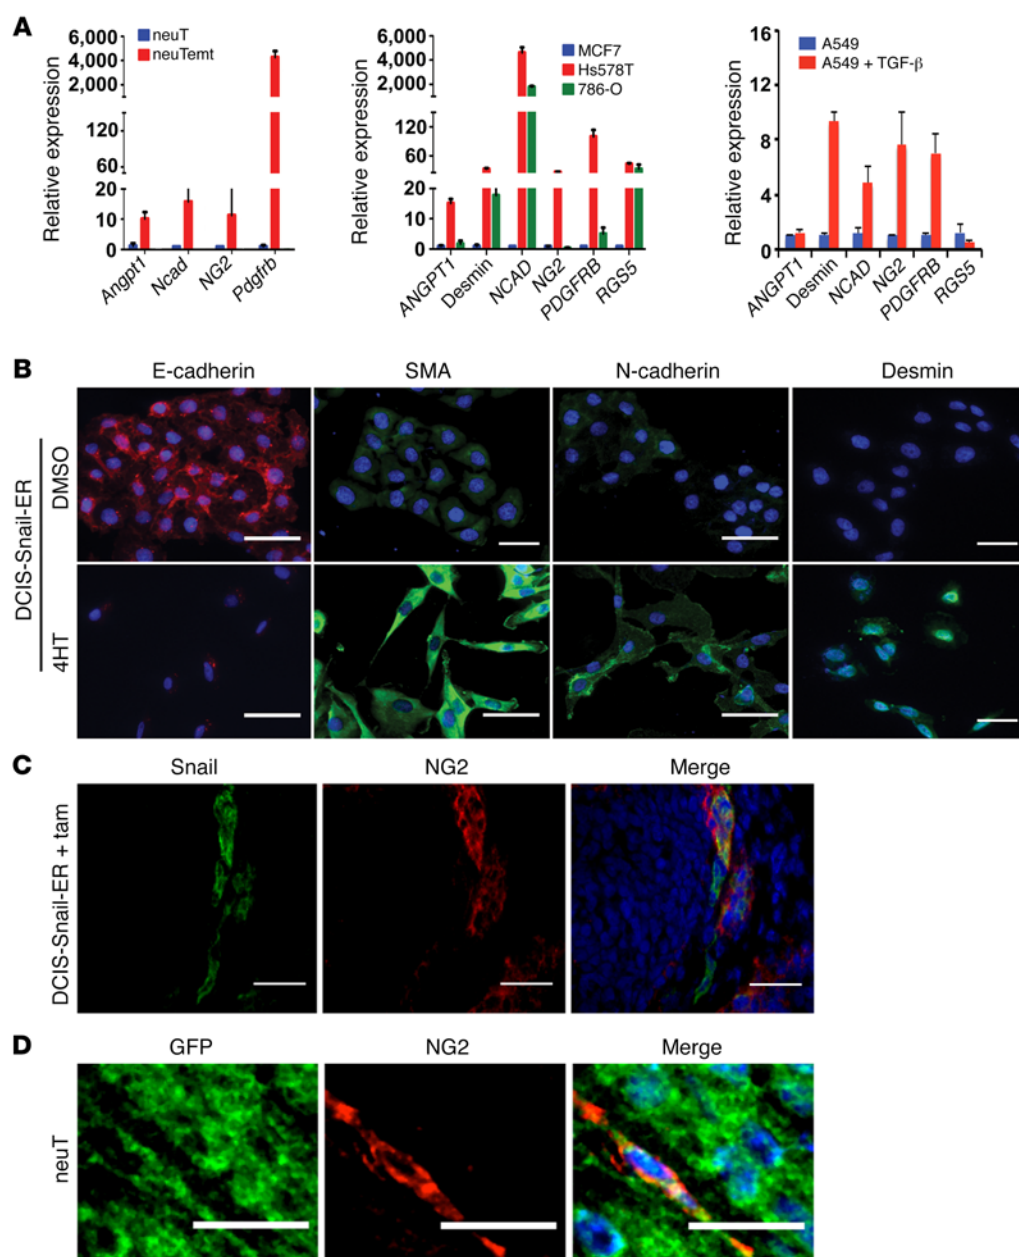 A
Relative expression
6,000
4,000
2,000
120
60
20
10
0
neuT
neuTemt
Angpt1
Ncad
NG2
Pdgfrb
Relative expression
6,000
4,000
2,000
120
60
20
10
0
MCF7
Hs578T
786-O
ANGPT1
Desmin
NCAD
NG2
PDGFRB
RGS5
Relative expression
16
12
8
4
0
A549
A549 + TGF-β
ANGPT1
Desmin
NCAD
NG2
PDGFRB
RGS5
B
E-cadherin SMA N-cadherin Desmin
DCIS-Snail-ER
DMSO
4HT
C
Snail NG2 Merge
DCIS-Snail-ER + tam
D
GFP NG2 Merge
neuT